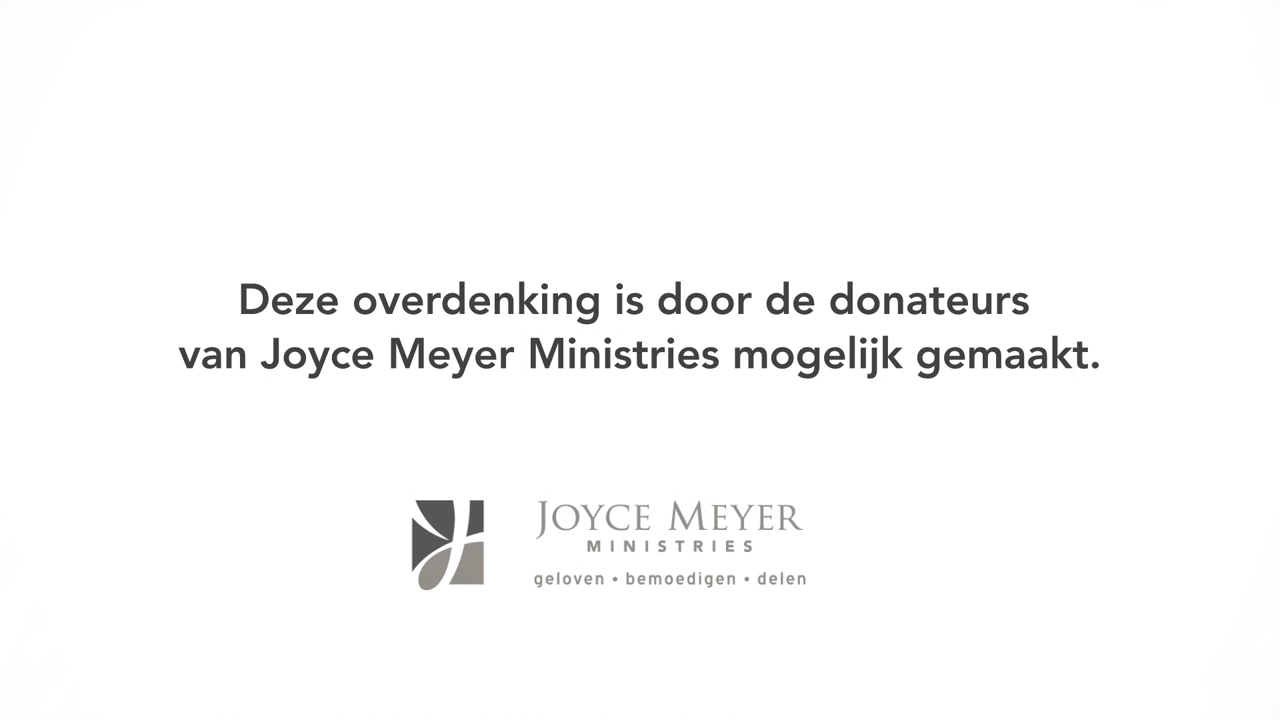 Deze overdenking is door de donateurs
van Joyce Meyer Ministries mogelijk gemaakt.
JOYCE MEYER
MINISTRIES
geloven • bemoedigen • delen